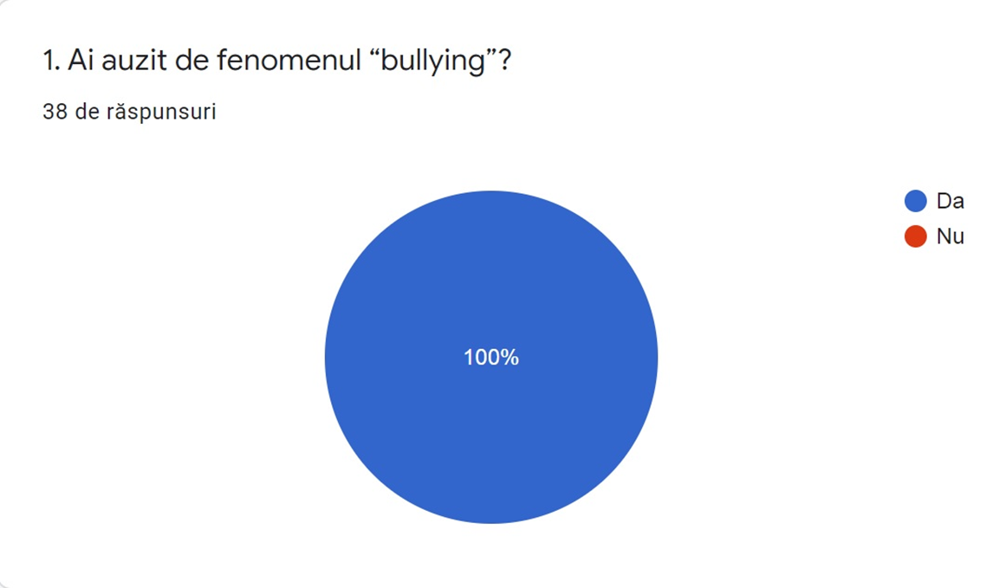 1. Ai auzit de fenomenul “bullying”?
38 de răspunsuri
Da
Nu
100%